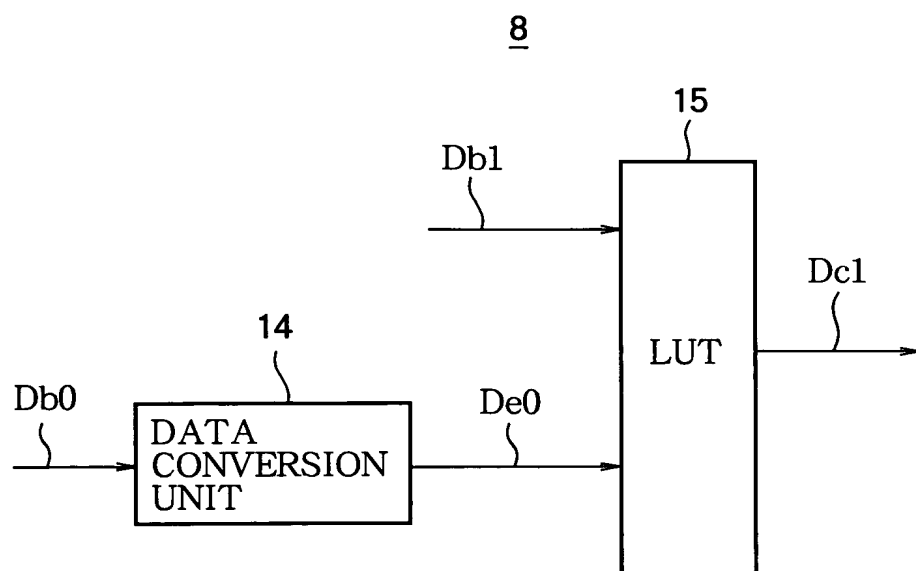 8
15
Db1
Dc1
LUT
14
Db0
De0
DATA
CONVERSION
UNIT